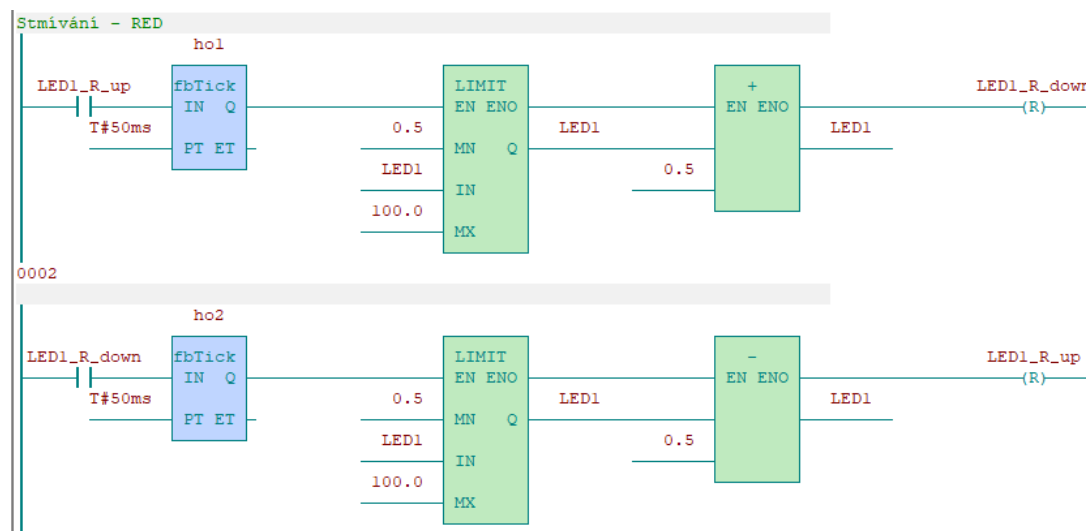 Stmívání - RED
ho1
LED1_R_up fbTick LIMIT + LED1_R_down
IN Q EN ENO EN ENO (R)
T#50ms 0.5 LED1 LED1
PT ET MN Q
LED1 0.5
IN
100.0
MX
0002
ho2
LED1_R_down fbTick LIMIT - LED1_R_up
IN Q EN ENO EN ENO (R)
T#50ms 0.5 LED1 LED1
PT ET MN Q
LED1 0.5
IN
100.0
MX